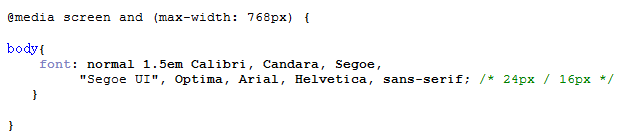 @media screen and (max-width: 768px) {
body{
font: normal 1.5em Calibri, Candara, Segoe,
"Segoe UI", Optima, Arial, Helvetica, sans-serif; /* 24px / 16px */
}
}